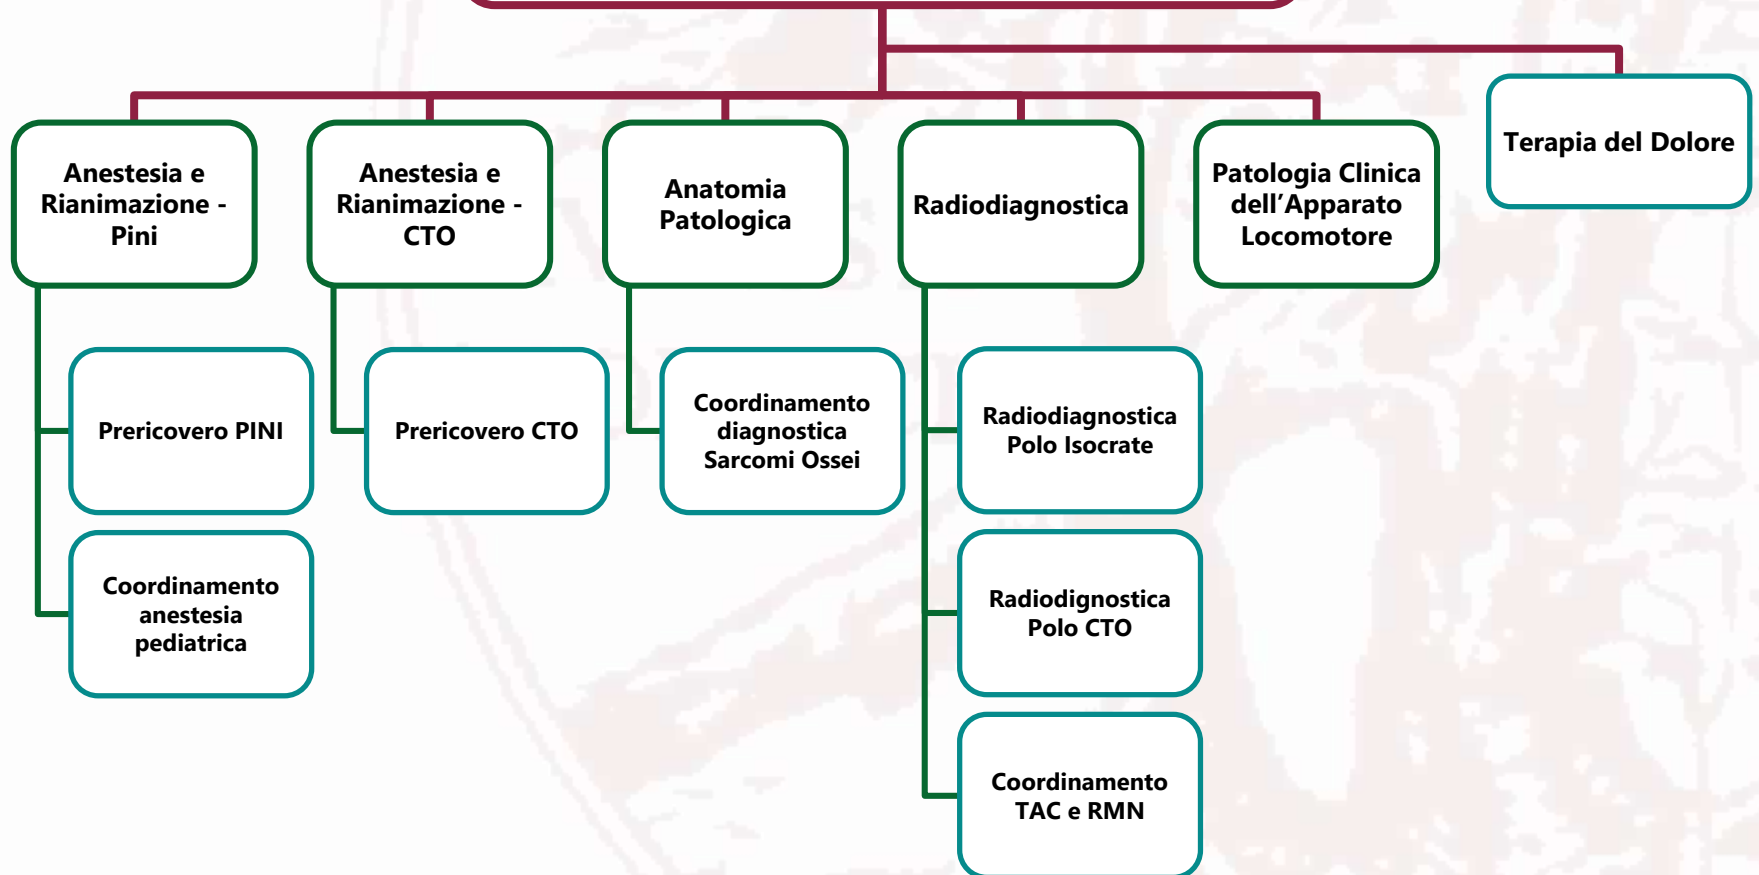 Terapia del Dolore
Anestesia e
Rianimazione -
Pini
Anestesia e
Rianimazione -
CTO
Anatomia
Patologica
Radiodiagnostica
Patologia Clinica
dell’Apparato
Locomotore
Prericovero PINI
Coordinamento
anestesia
pediatrica
Prericovero CTO
Coordinamento
diagnostica
Sarcomi Ossei
Radiodiagnostica
Polo Isocrate
Radiodignostica
Polo CTO
Coordinamento
TAC e RMN